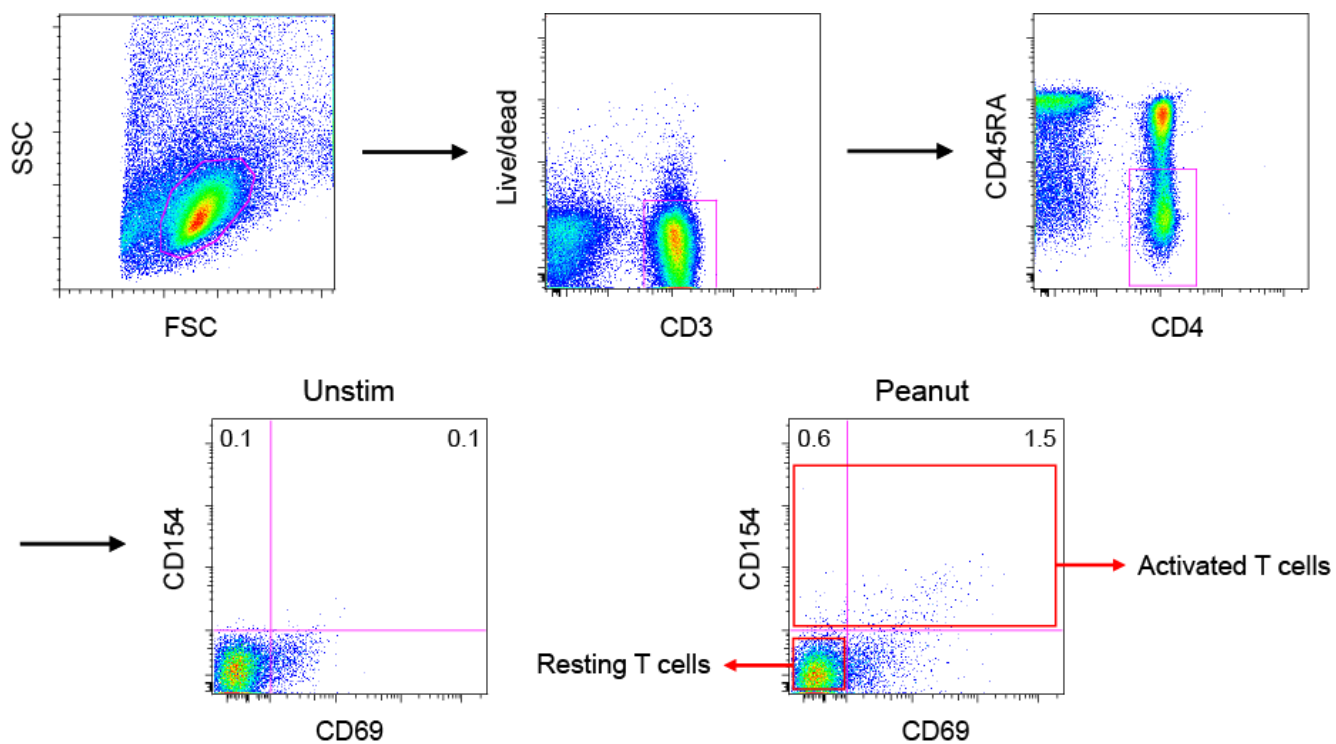 SSC
FSC
Live/dead
CD3
CD45RA
CD4
Unstim
0.1 0.1
CD154
CD69
Peanut
0.6 1.5
CD154
Activated T cells
Resting T cells
CD69